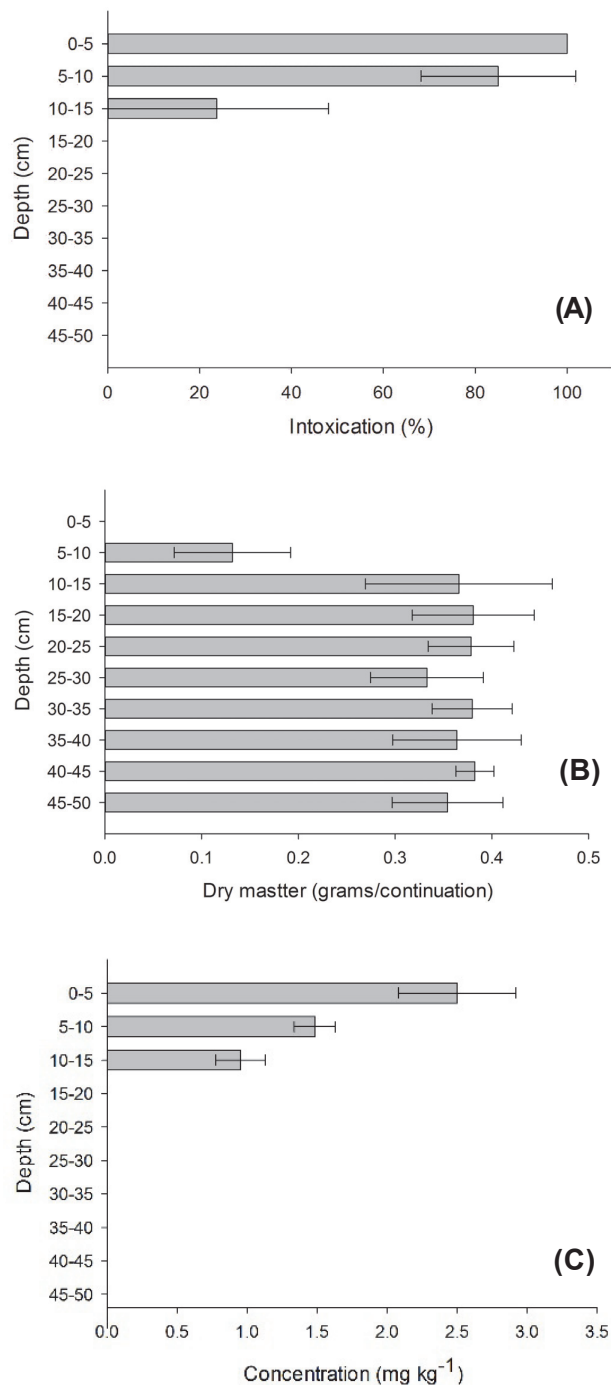 0-5
5-10
10-15
15-20
20-25
25-30
30-35
35-40
40-45
45-50
Depth (cm)
(A)
0 20 40 60 80 100
Intoxication (%)
0-5
5-10
10-15
15-20
20-25
25-30
30-35
35-40
40-45
45-50
Depth (cm)
(B)
0.0 0.1 0.2 0.3 0.4 0.5
Dry mastter (grams/continuation)
0-5
5-10
10-15
15-20
20-25
25-30
30-35
35-40
40-45
45-50
Depth (cm)
(C)
0.0 0.5 1.0 1.5 2.0 2.5 3.0 3.5
Concentration (mg kg⁻¹)